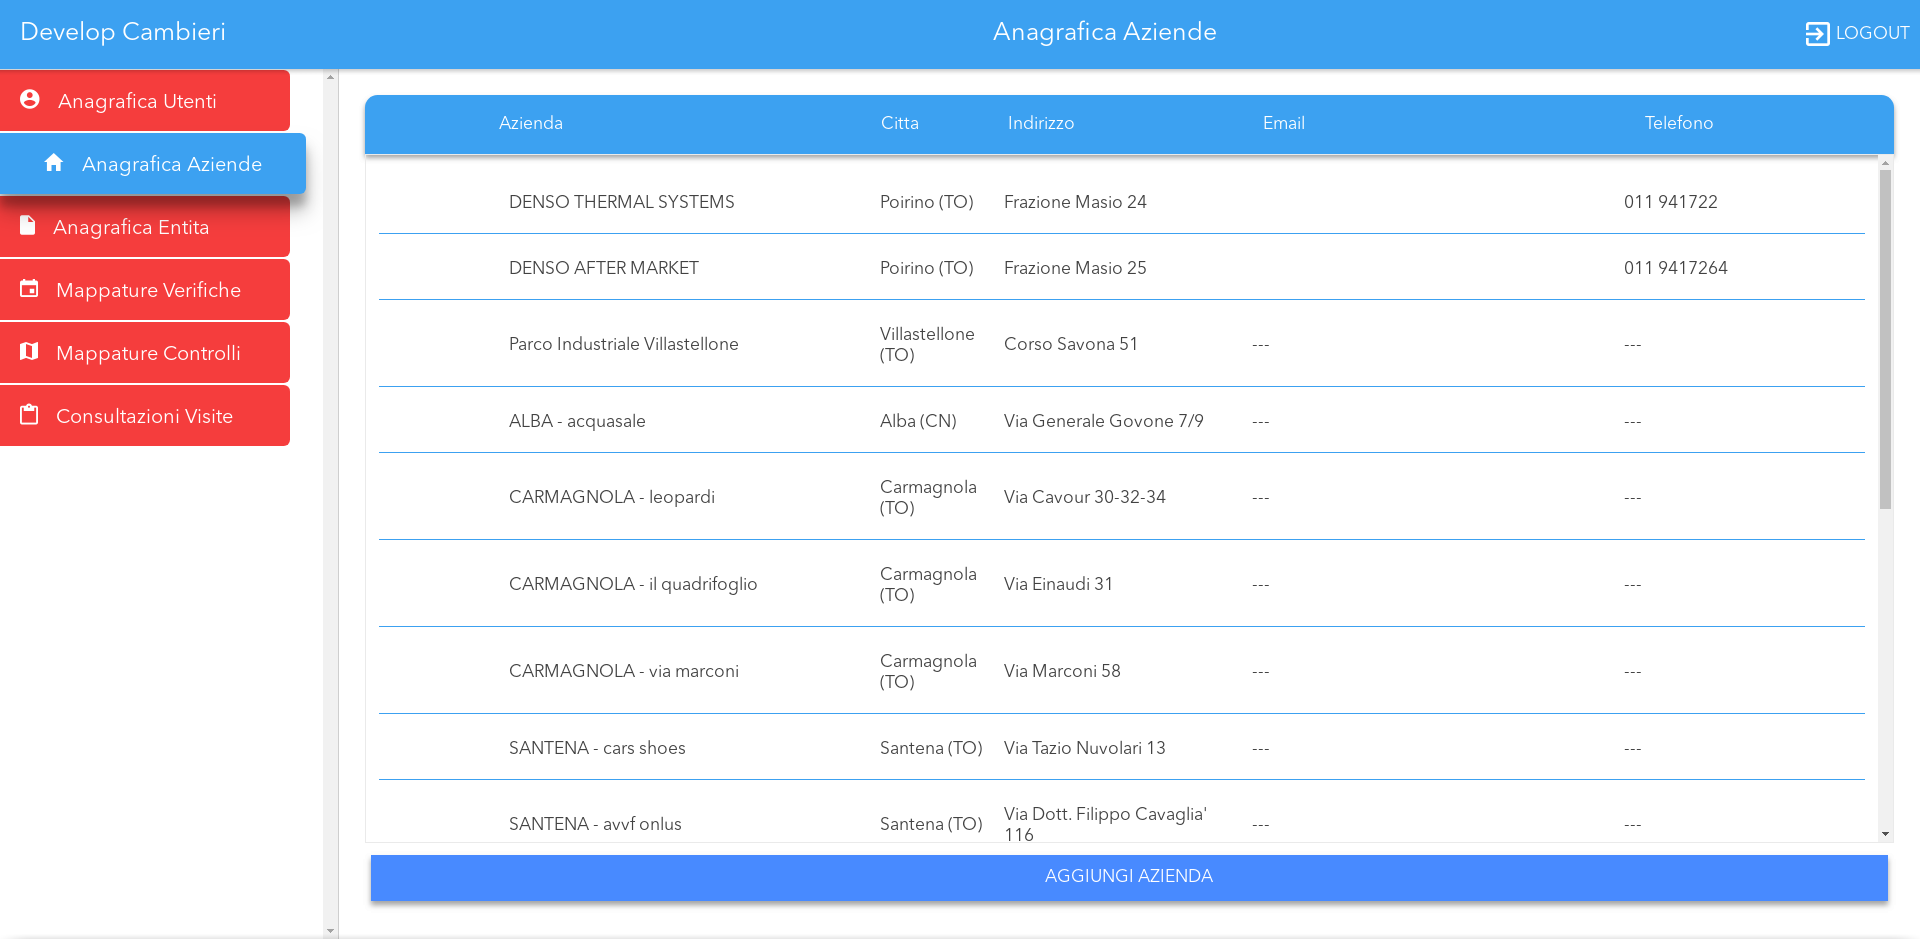 Develop Cambieri
Anagrafica Aziende
LOGOUT
Anagrafica Utenti
Anagrafica Aziende
Anagrafica Entita
Mappature Verifiche
Mappature Controlli
Consultazioni Visite
Azienda Citta Indirizzo Email Telefono
DENSO THERMAL SYSTEMS Poirino (TO) Frazione Masio 24 011 941722
DENSO AFTER MARKET Poirino (TO) Frazione Masio 25 011 9417264
Parco Industriale Villastellone Villastellone (TO) Corso Savona 51 --- ---
ALBA - acquasale Alba (CN) Via Generale Govone 7/9 --- ---
CARMAGNOLA - leopardi Carmagnola (TO) Via Cavour 30-32-34 --- ---
CARMAGNOLA - il quadrifoglio Carmagnola (TO) Via Einaudi 31 --- ---
CARMAGNOLA - via marconi Carmagnola (TO) Via Marconi 58 --- ---
SANTENA - cars shoes Santena (TO) Via Tazio Nuvolari 13 --- ---
SANTENA - avvf onlus Santena (TO) Via Dott. Filippo Cavaglia' 116 --- ---
AGGIUNGI AZIENDA